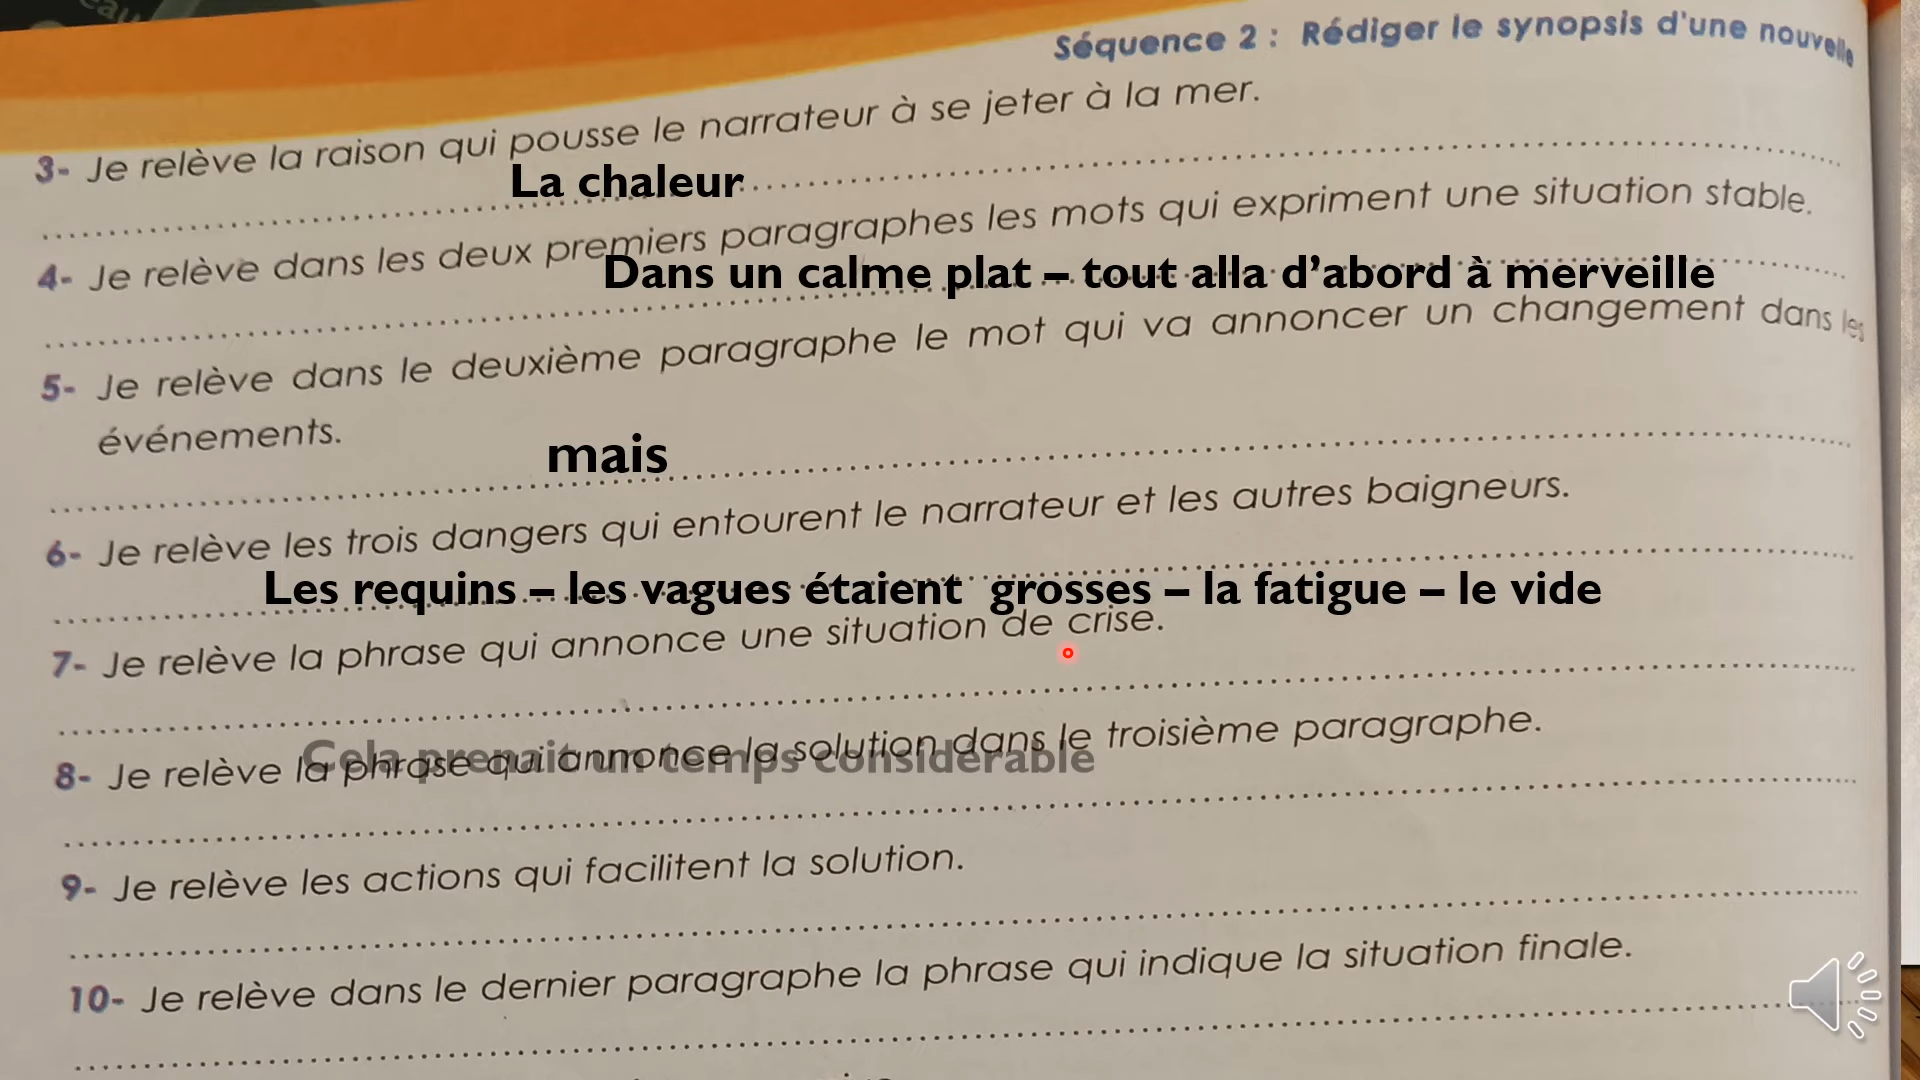 eau
Séquence 2 : Rédiger le synopsis d'une nouvelle
3- Je relève la raison qui pousse le narrateur à se jeter à la mer.
La chaleur
4- Je relève dans les deux premiers paragraphes les mots qui expriment une situation stable.
Dans un calme plat – tout alla d'abord à merveille
5- Je relève dans le deuxième paragraphe le mot qui va annoncer un changement dans les
événements.
mais
6- Je relève les trois dangers qui entourent le narrateur et les autres baigneurs.
Les requins – les vagues étaient grosses – la fatigue – le vide
7- Je relève la phrase qui annonce une situation de crise.
Cela prenait un temps considérable
8- Je relève la phrase qui annonce la solution dans le troisième paragraphe.
9- Je relève les actions qui facilitent la solution.
10- Je relève dans le dernier paragraphe la phrase qui indique la situation finale.